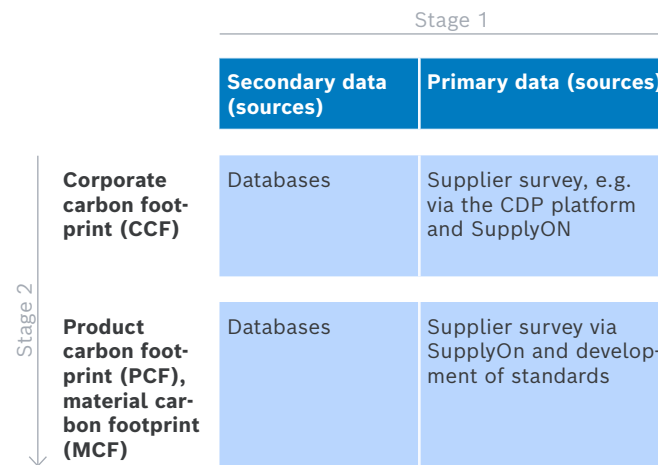 Stage 1
Secondary data
(sources)
Primary data (sources)
Stage 2
Corporate
carbon foot-
print (CCF)
Databases
Supplier survey, e.g.
via the CDP platform
and SupplyON
Product
carbon foot-
print (PCF),
material car-
bon footprint
(MCF)
Databases
Supplier survey via
SupplyOn and develop-
ment of standards